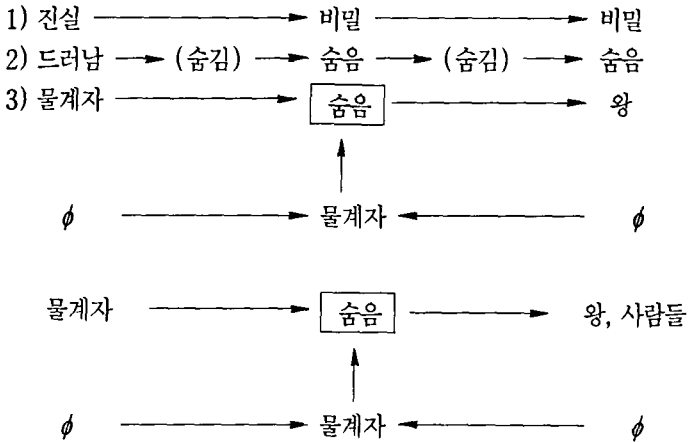 1) 진실 ⟶ 비밀 ⟶ 비밀
2) 드러남 ⟶ (숨김) ⟶ 숨음 ⟶ (숨김) ⟶ 숨음
3) 물계자 ⟶ 숨음 ⟶ 왕
ϕ ⟶ 물계자 ⟵ ϕ
물계자 ⟶ 숨음 ⟶ 왕, 사람들
ϕ ⟶ 물계자 ⟵ ϕ